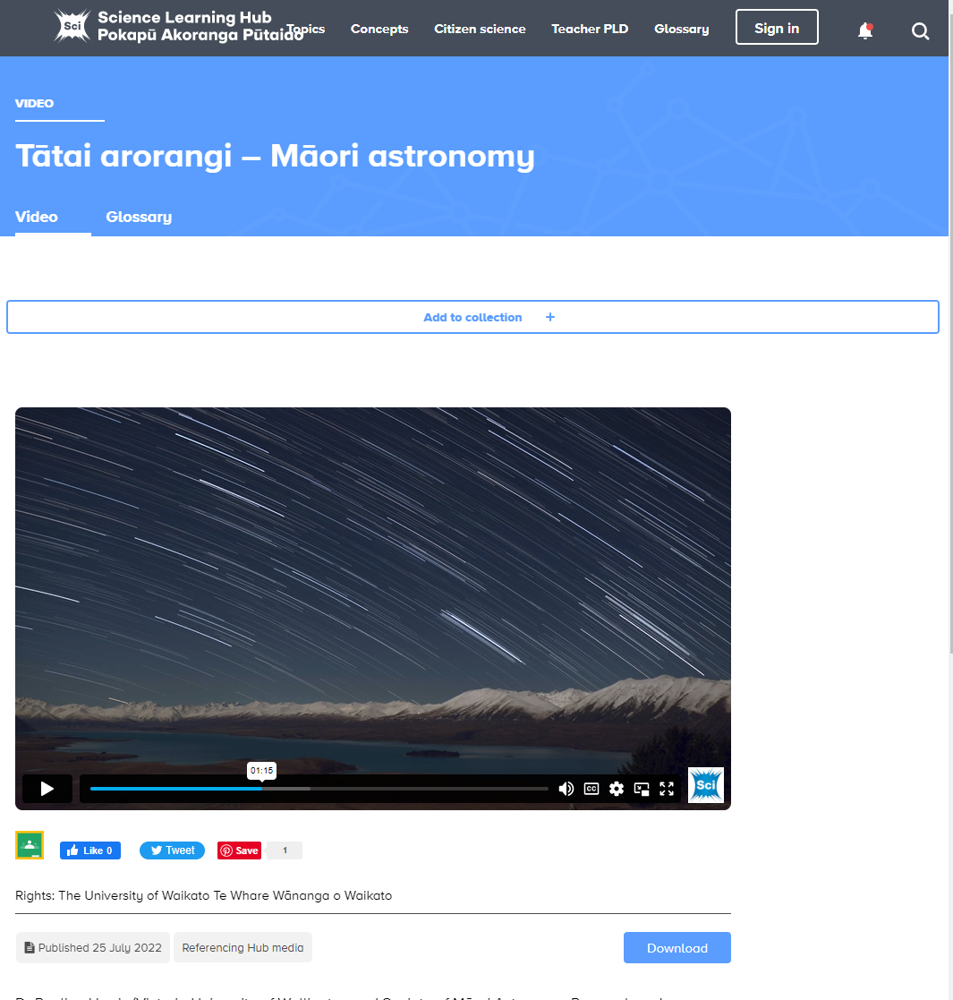 Sci
Science Learning Hub
Pokapū Akoranga Pūtaiao
Topics Concepts Citizen science Teacher PLD Glossary Sign in
VIDEO
Tātai arorangi – Māori astronomy
Video Glossary
Add to collection +
01:15
CC
Sci
Like 0 Tweet Save 1
Rights: The University of Waikato Te Whare Wānanga o Waikato
Published 25 July 2022 Referencing Hub media Download